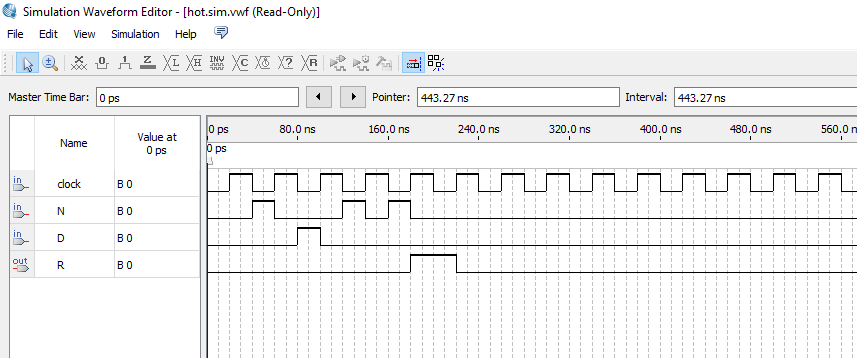 Simulation Waveform Editor - [hot.sim.vwf (Read-Only)]
File Edit View Simulation Help
0 1 Z L H INV C ? R
Master Time Bar: 0 ps Pointer: 443.27 ns Interval: 443.27 ns
Name Value at 0 ps
0 ps 80.0 ns 160.0 ns 240.0 ns 320.0 ns 400.0 ns 480.0 ns 560.0
0 ps
in clock B 0
in N B 0
in D B 0
out R B 0